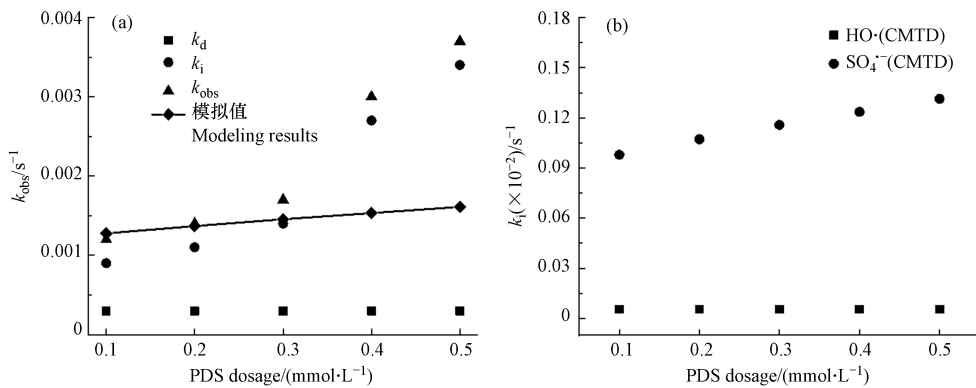 (a)
k_d
k_i
k_obs
模拟值
Modeling results
0.004
0.003
0.002
0.001
0
k_obs/s⁻¹
0.1 0.2 0.3 0.4 0.5
PDS dosage/(mmol·L⁻¹)
(b)
HO·(CMTD)
SO₄·⁻(CMTD)
0.18
0.15
0.12
0.09
0.06
0.03
0
k_i(×10⁻²)/s⁻¹
0.1 0.2 0.3 0.4 0.5
PDS dosage/(mmol·L⁻¹)